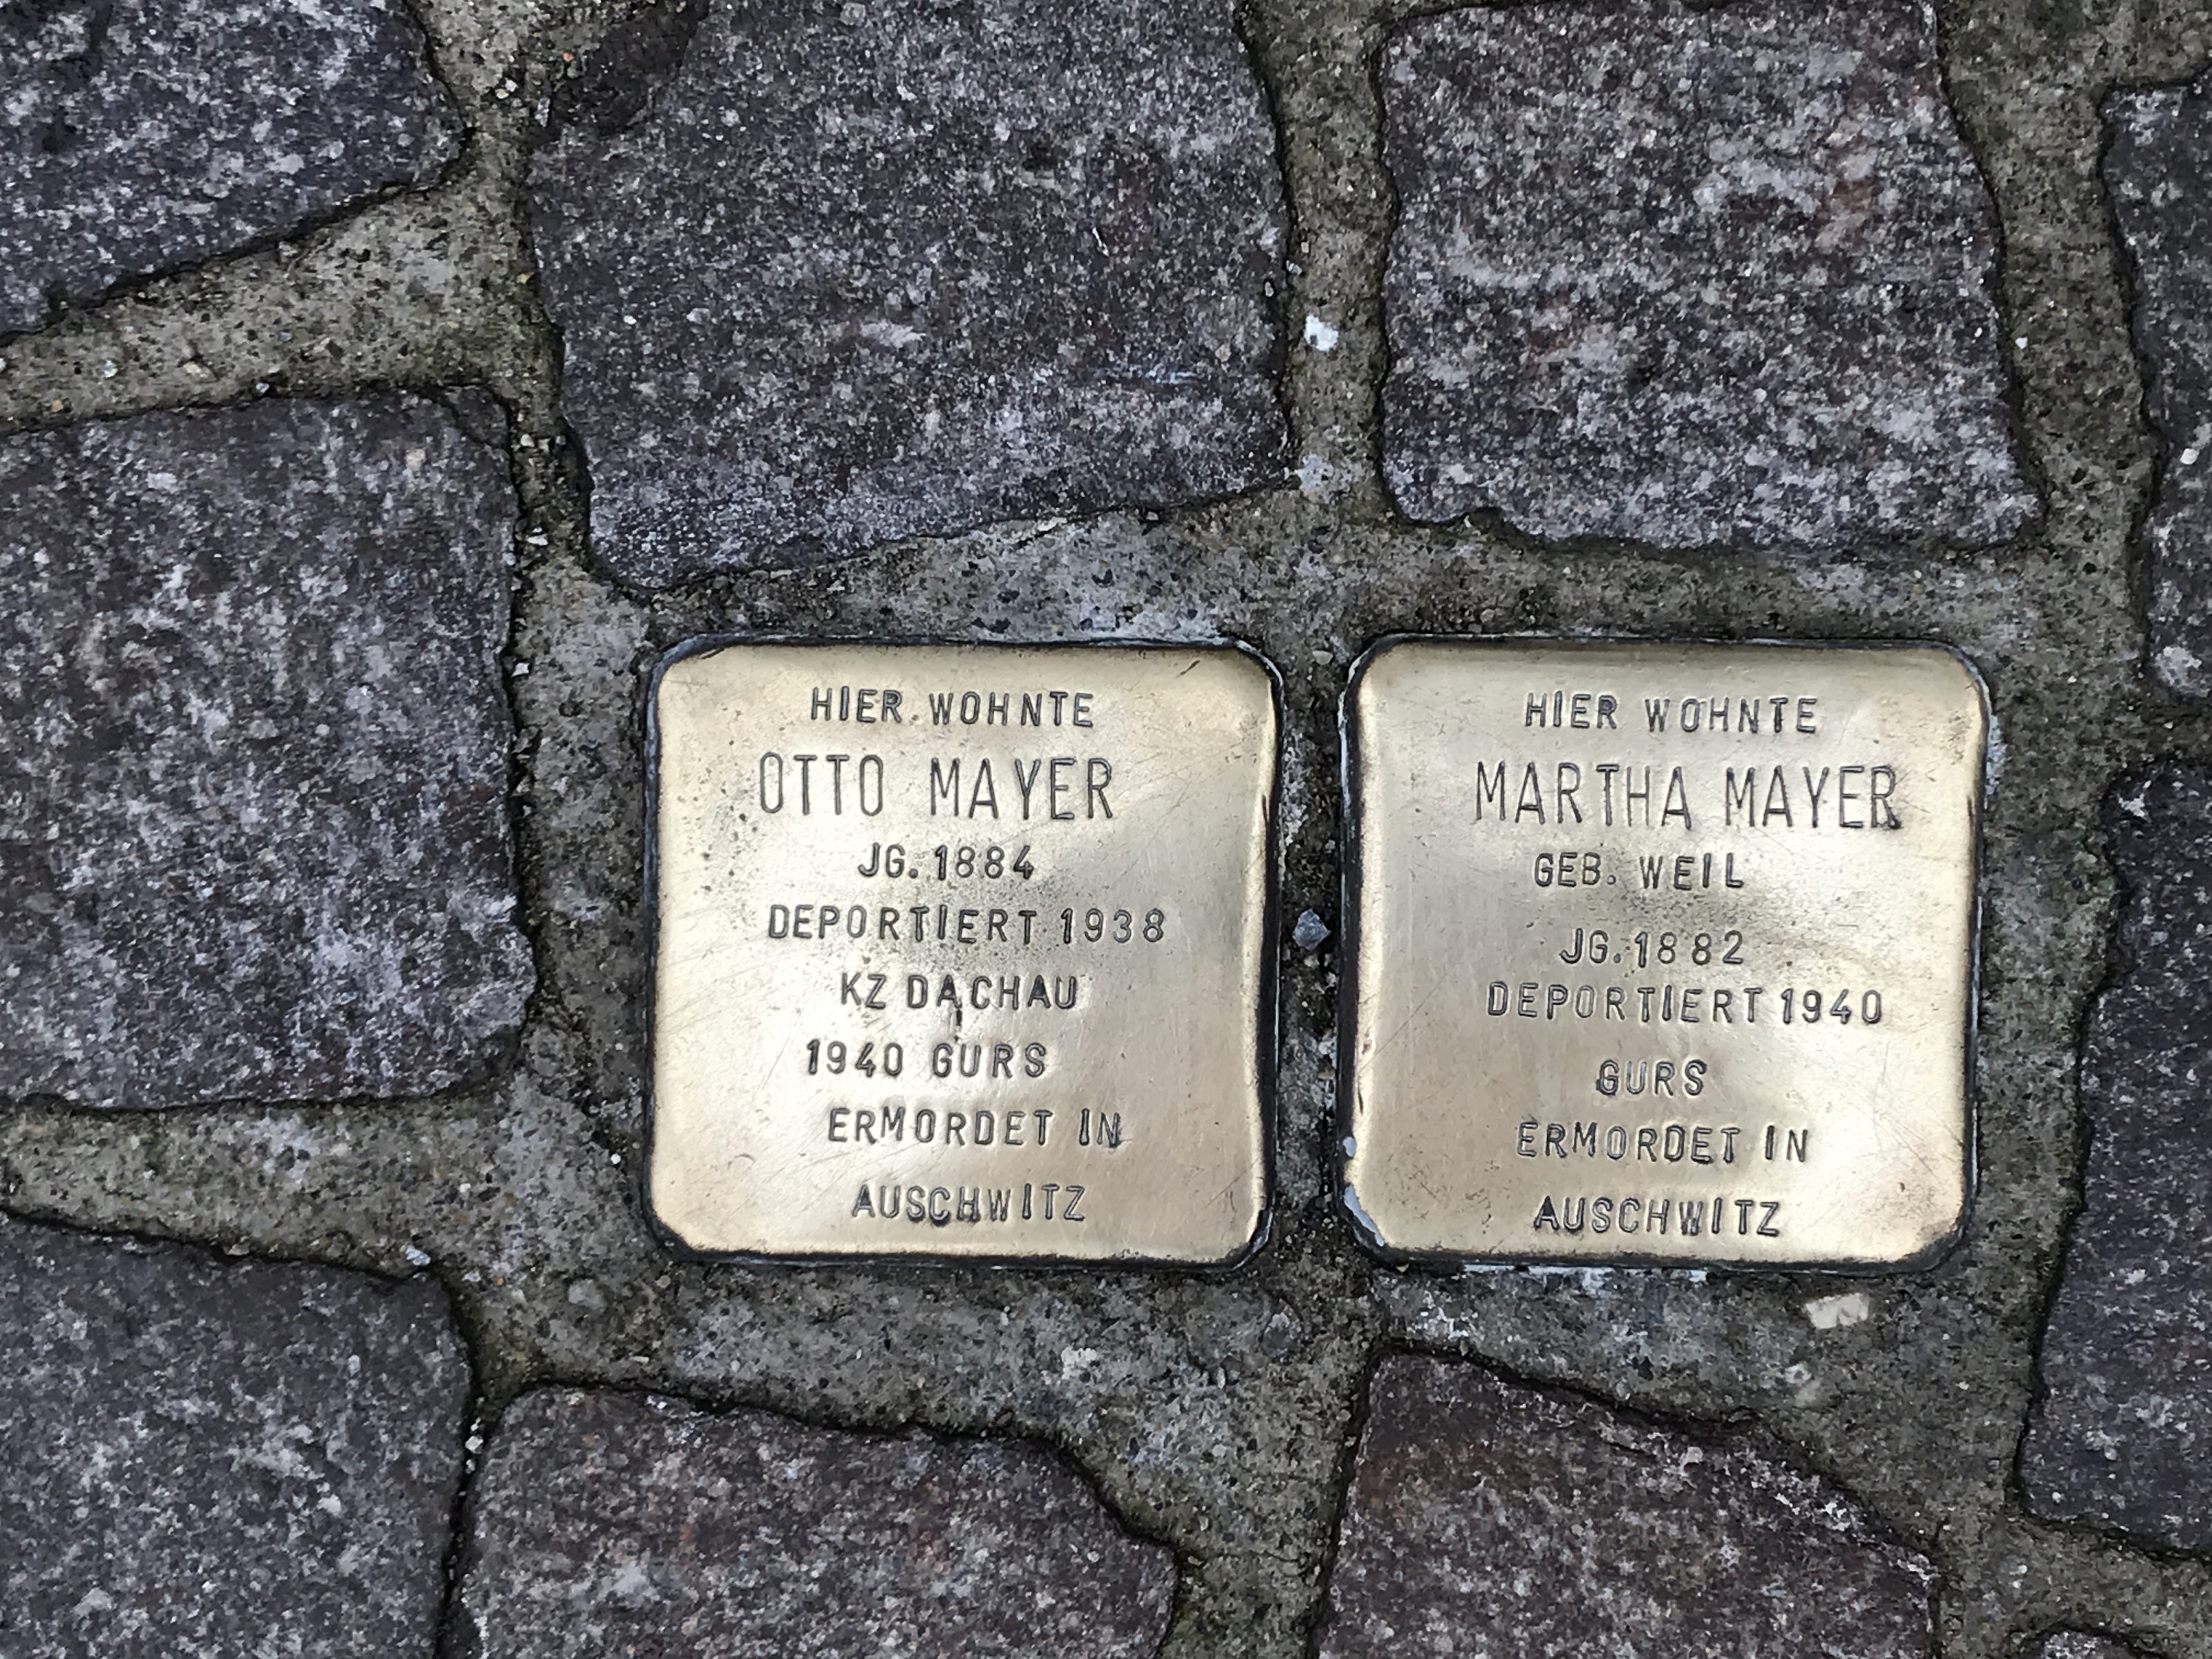 HIER WOHNTE
OTTO MAYER
JG. 1884
DEPORTIERT 1938
KZ DACHAU
1940 GURS
ERMORDET IN
AUSCHWITZ
HIER WOHNTE
MARTHA MAYER
GEB. WEIL
JG. 1882
DEPORTIERT 1940
GURS
ERMORDET IN
AUSCHWITZ